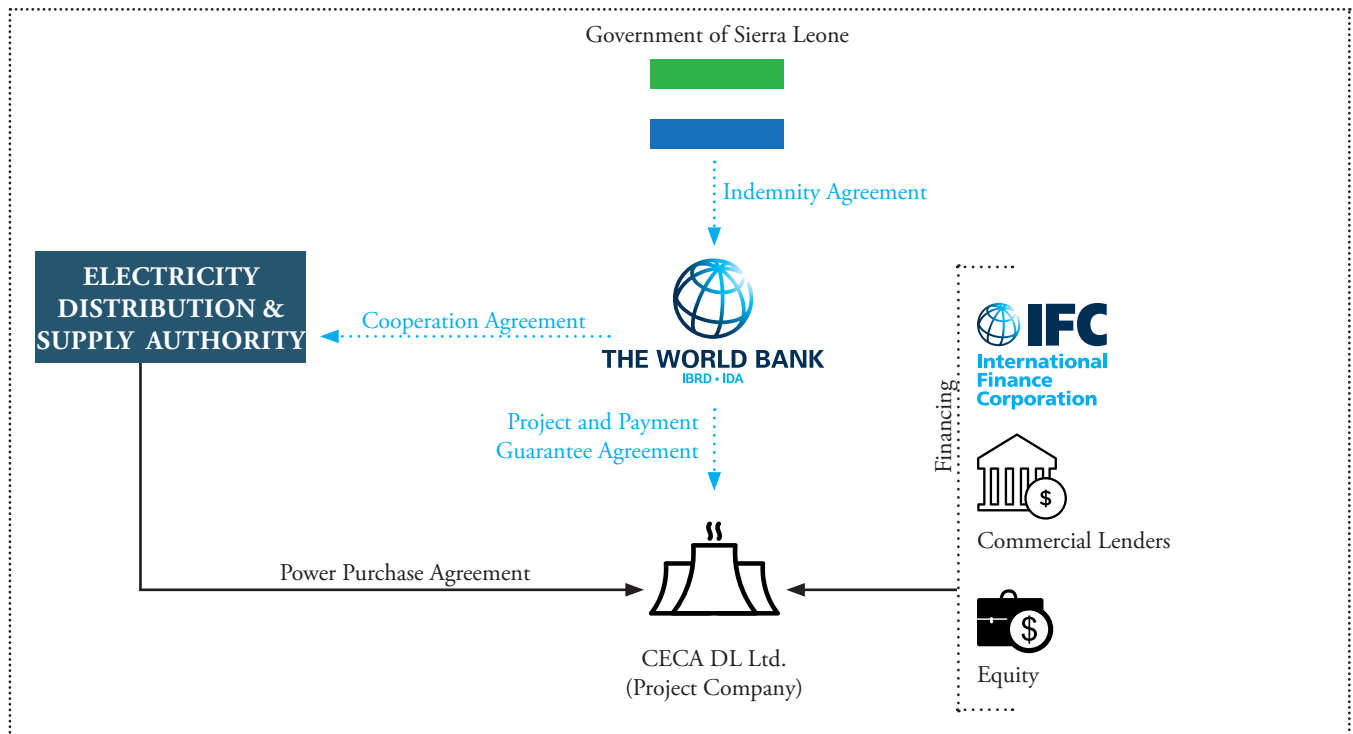 Government of Sierra Leone
Indemnity Agreement
ELECTRICITY
DISTRIBUTION &
SUPPLY AUTHORITY
Cooperation Agreement
THE WORLD BANK
IBRD • IDA
Project and Payment
Guarantee Agreement
Power Purchase Agreement
CECA DL Ltd.
(Project Company)
Financing
IFC
International
Finance
Corporation
$
Commercial Lenders
$
Equity